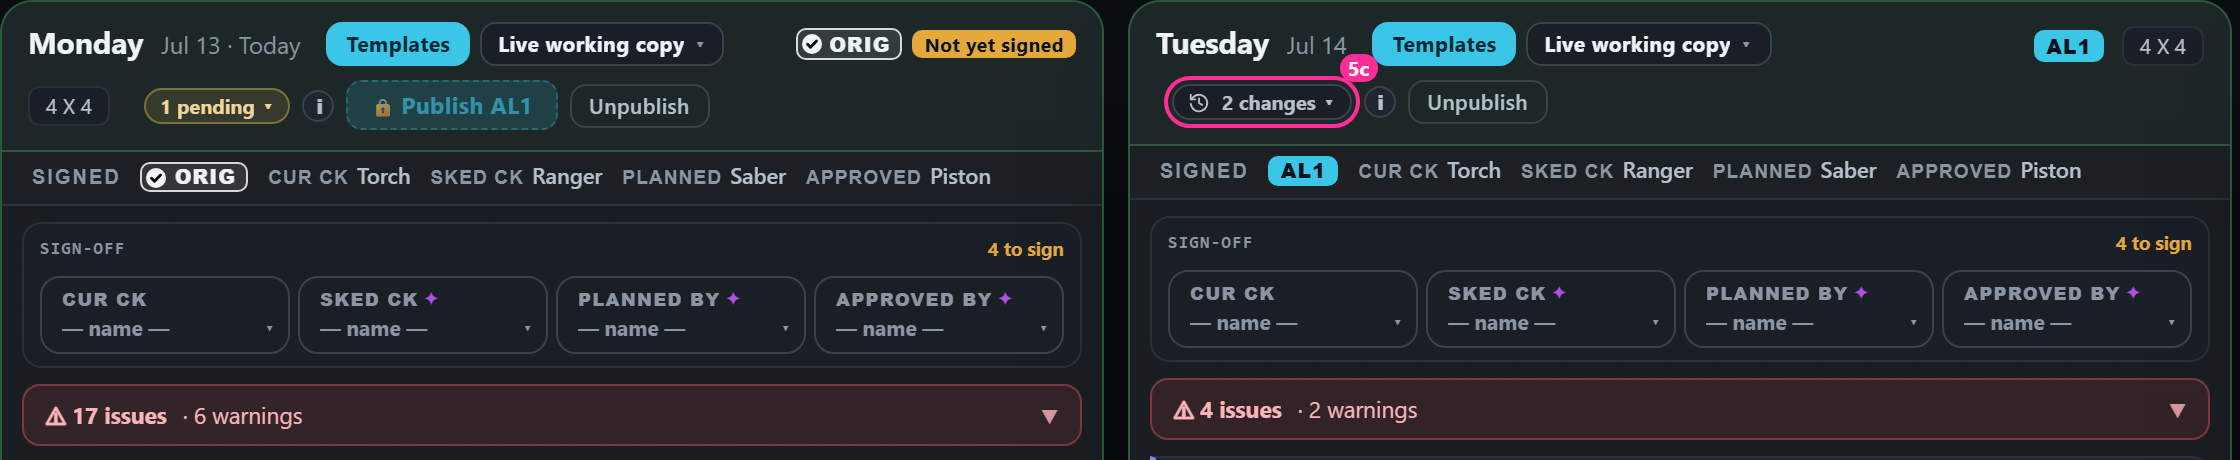 Monday Jul 13 · Today Templates Live working copy ▾ ORIG Not yet signed
4 X 4 1 pending ▾ i Publish AL1 Unpublish
SIGNED ORIG CUR CK Torch SKED CK Ranger PLANNED Saber APPROVED Piston
SIGN-OFF 4 to sign
CUR CK SKED CK ✦ PLANNED BY ✦ APPROVED BY ✦
— name — ▾ — name — ▾ — name — ▾ — name — ▾
⚠ 17 issues · 6 warnings ▼
Tuesday Jul 14 Templates Live working copy ▾ AL1 4 X 4
5c
2 changes ▾ i Unpublish
SIGNED AL1 CUR CK Torch SKED CK Ranger PLANNED Saber APPROVED Piston
SIGN-OFF 4 to sign
CUR CK SKED CK ✦ PLANNED BY ✦ APPROVED BY ✦
— name — ▾ — name — ▾ — name — ▾ — name — ▾
⚠ 4 issues · 2 warnings ▼